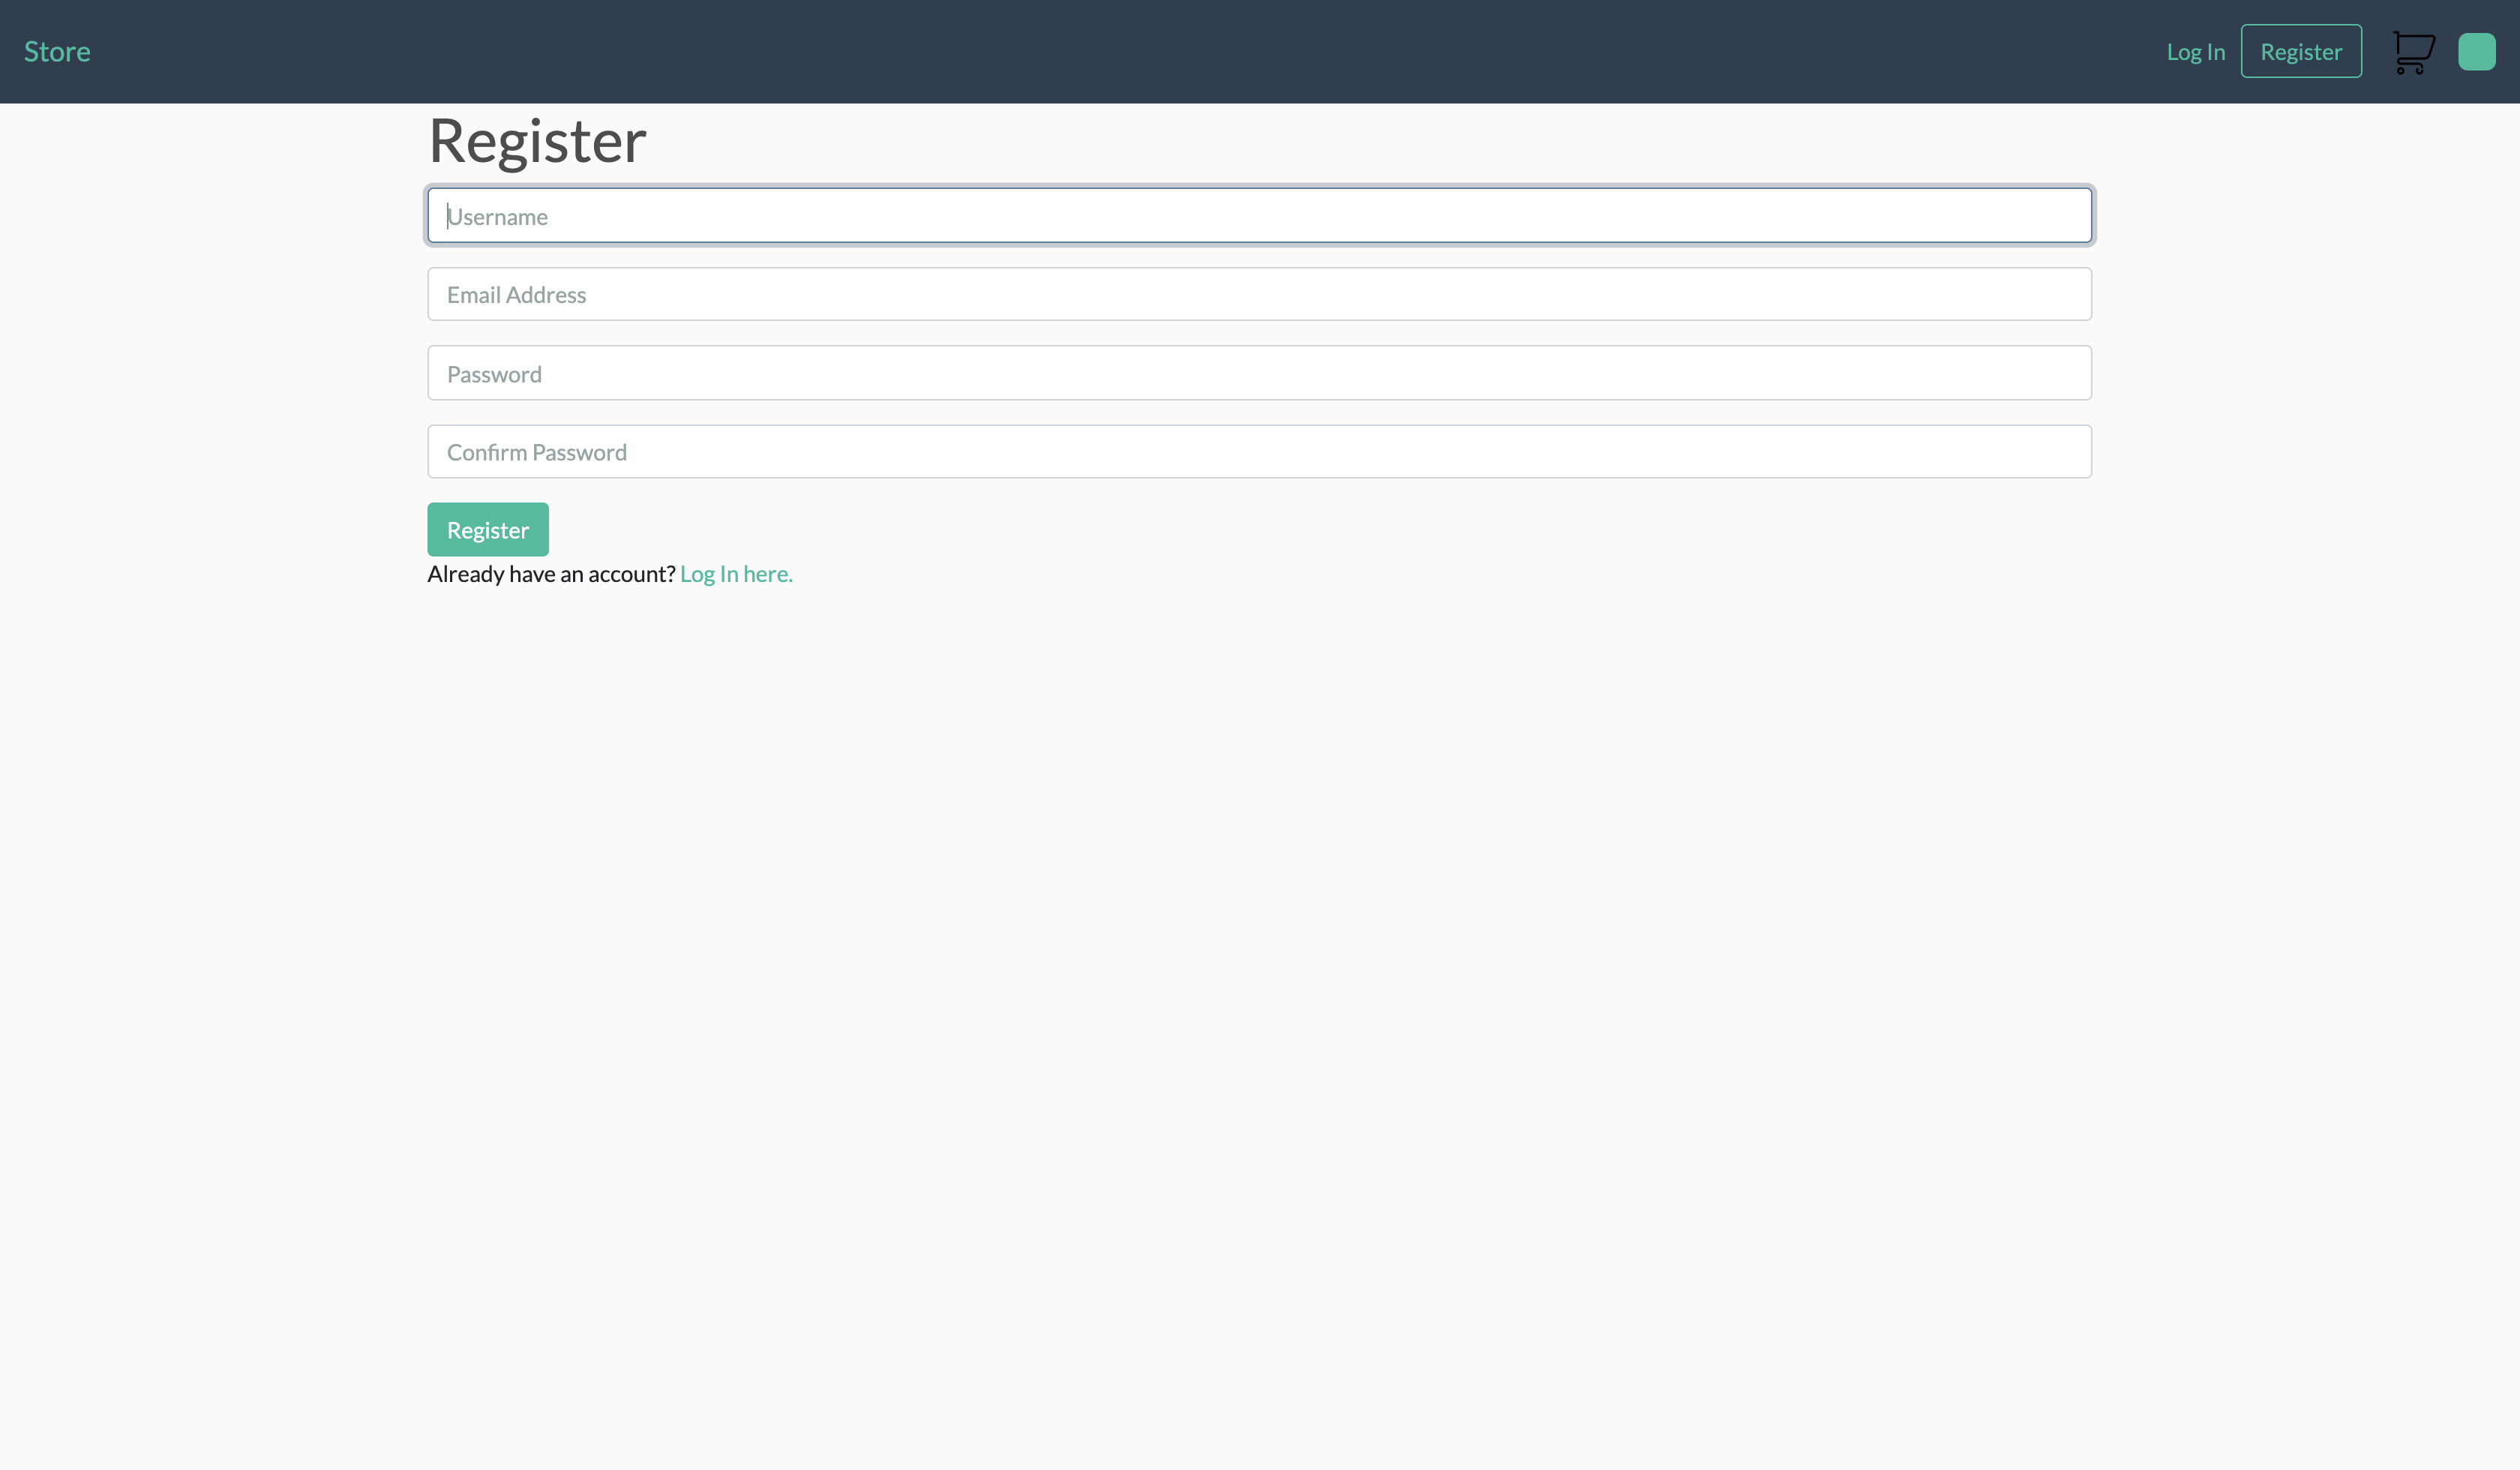 Store
Log In
Register
Register
Username
Email Address
Password
Confirm Password
Register
Already have an account? Log In here.